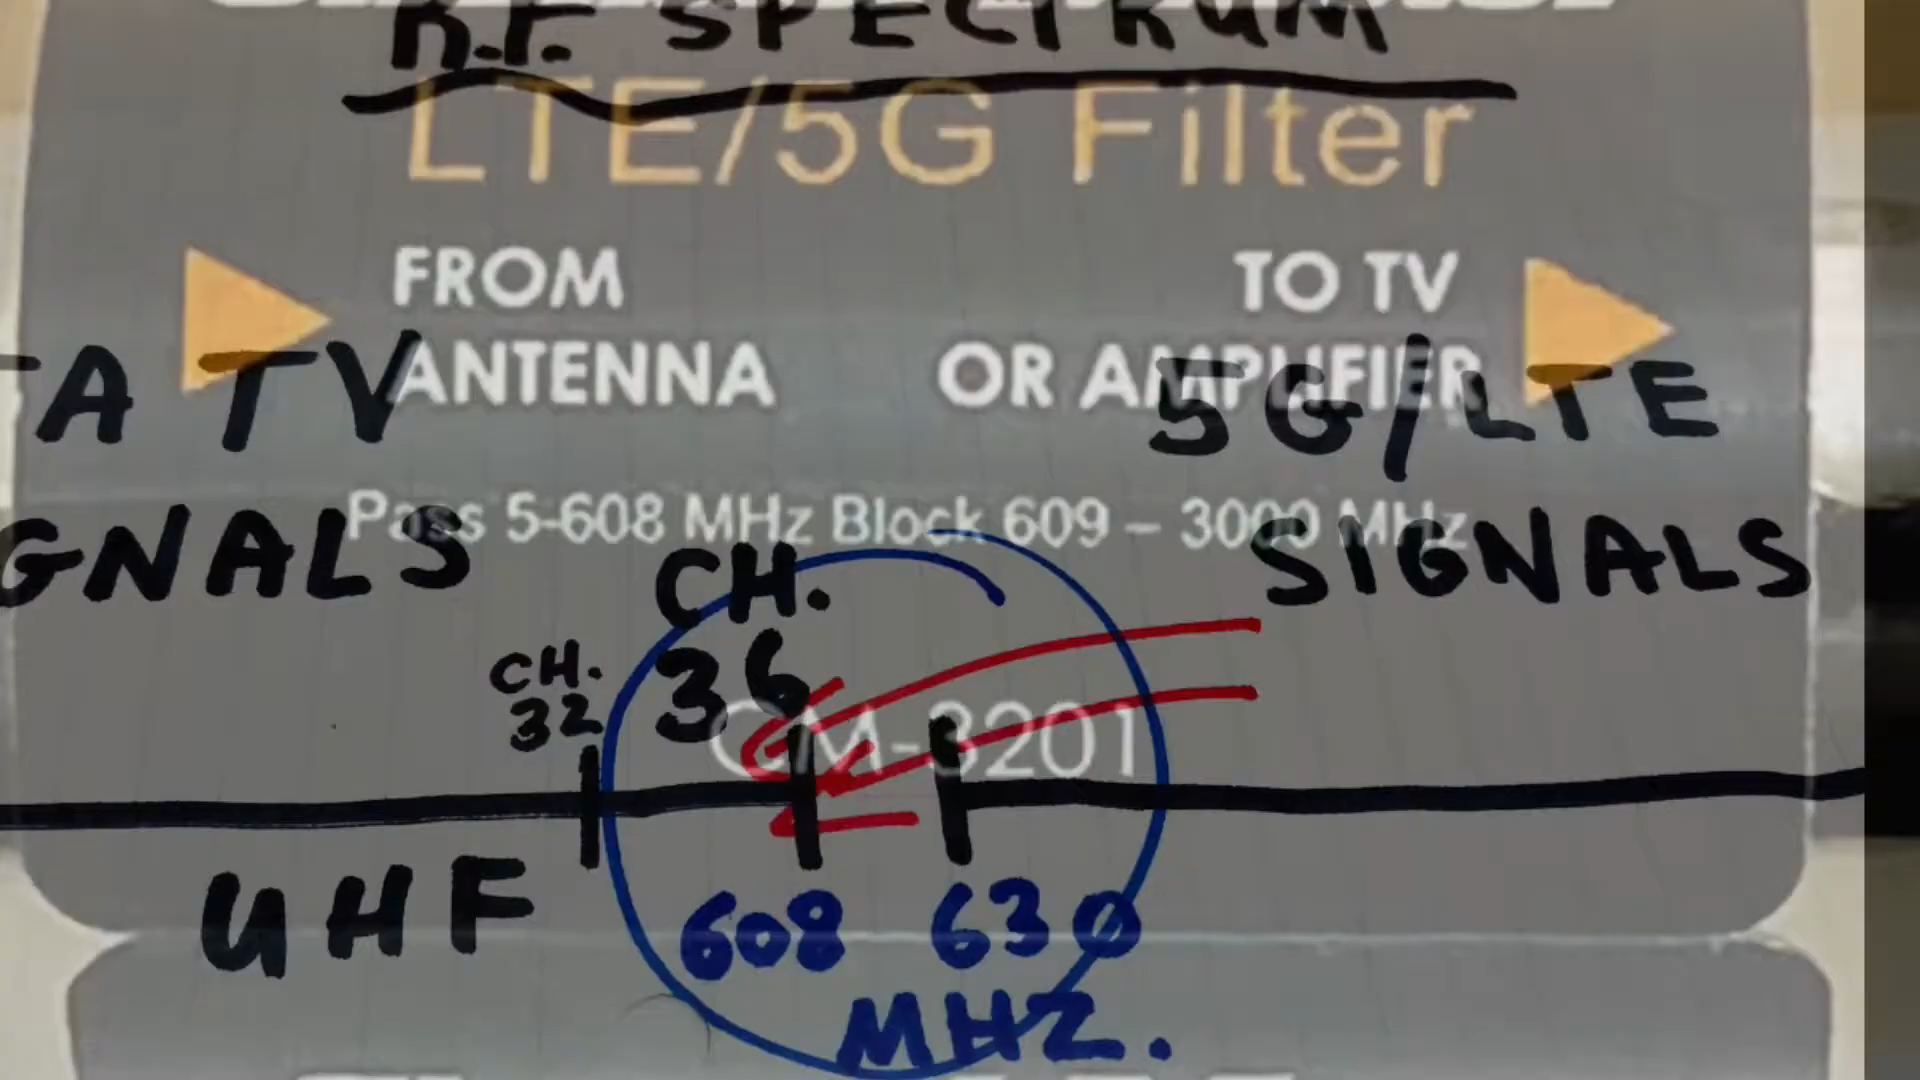 R.F. SPECTRUM
LTE/5G Filter
FROM
ANTENNA
TO TV
OR AMPLIFIER
TA TV
GNALS
5G/LTE
SIGNALS
Pass 5-608 MHz Block 609 – 3000 MHz
CH.
36
CH.
32
CM-3201
UHF
608 630
MHZ.